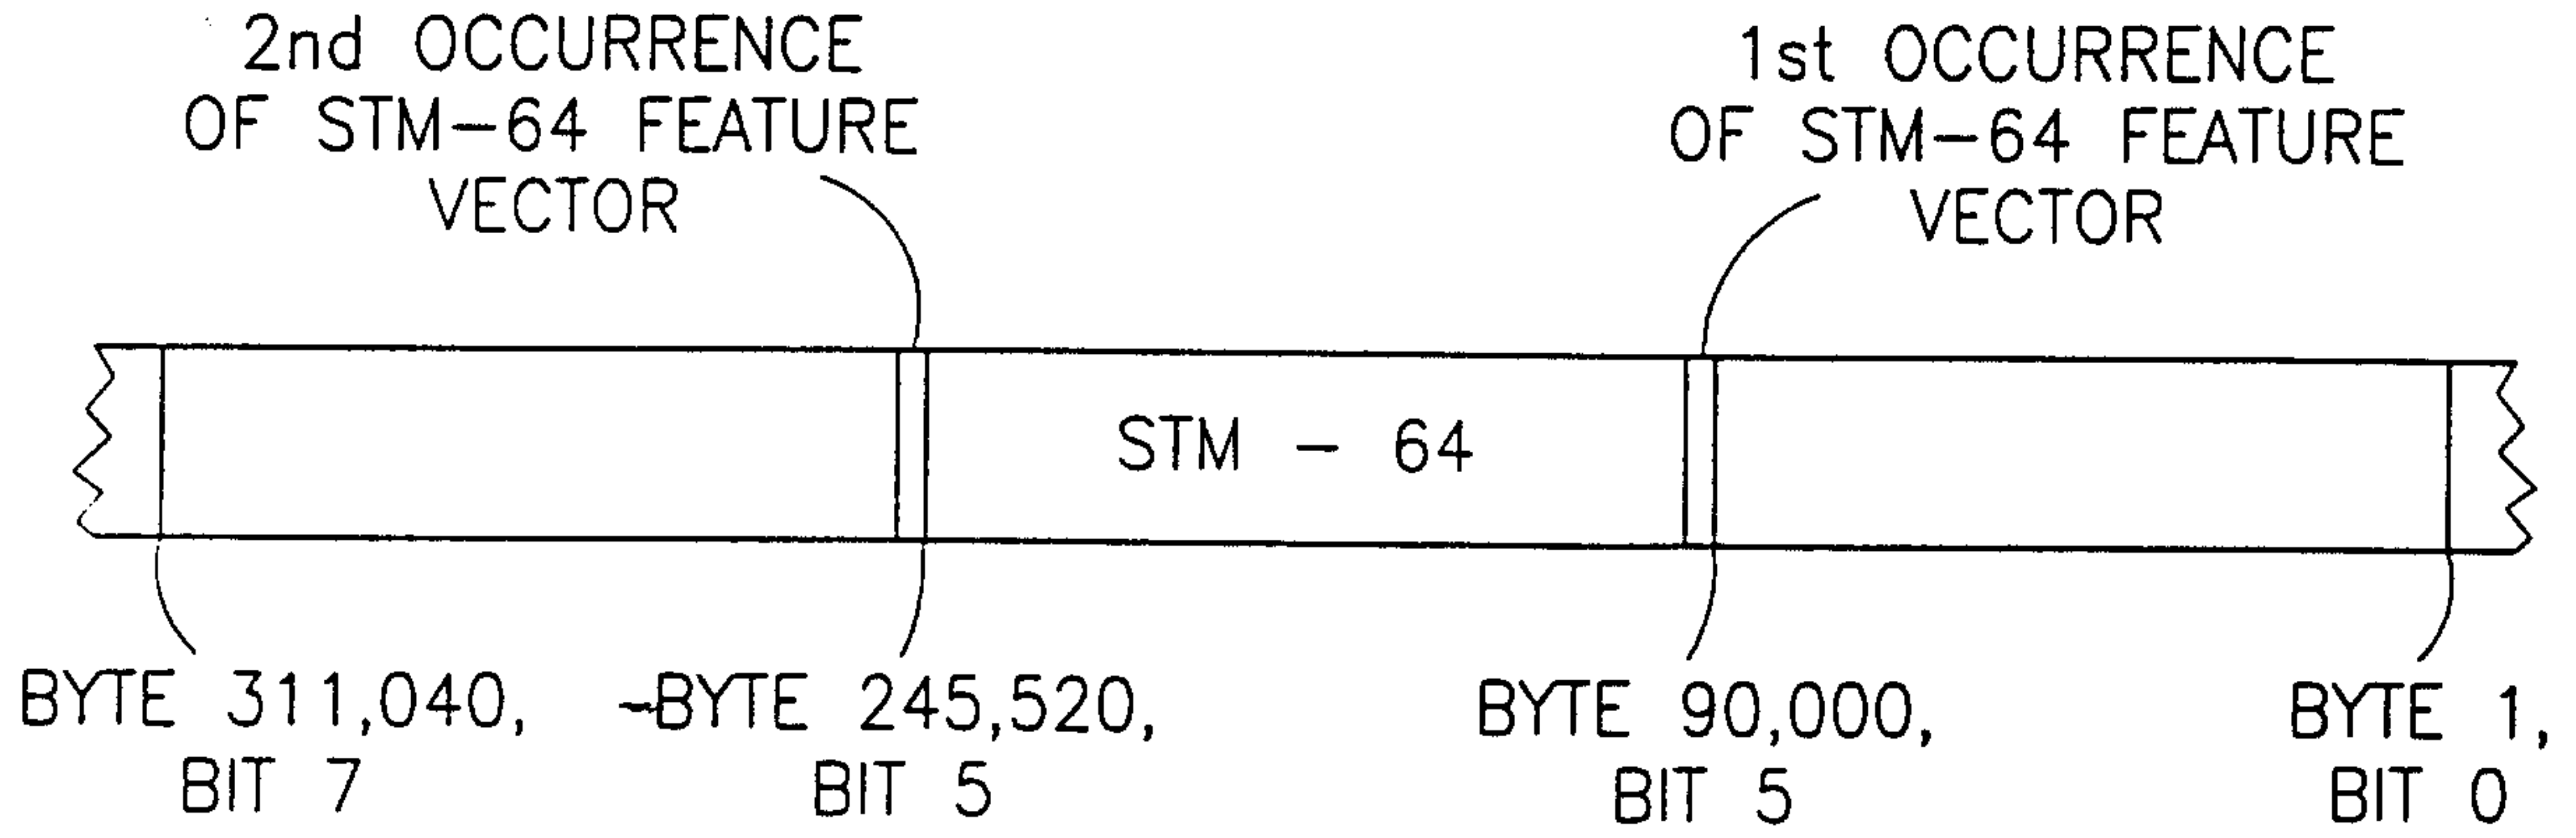 2nd OCCURRENCE
OF STM-64 FEATURE
VECTOR
1st OCCURRENCE
OF STM-64 FEATURE
VECTOR
STM - 64
BYTE 311,040,
BIT 7
-BYTE 245,520,
BIT 5
BYTE 90,000,
BIT 5
BYTE 1,
BIT 0